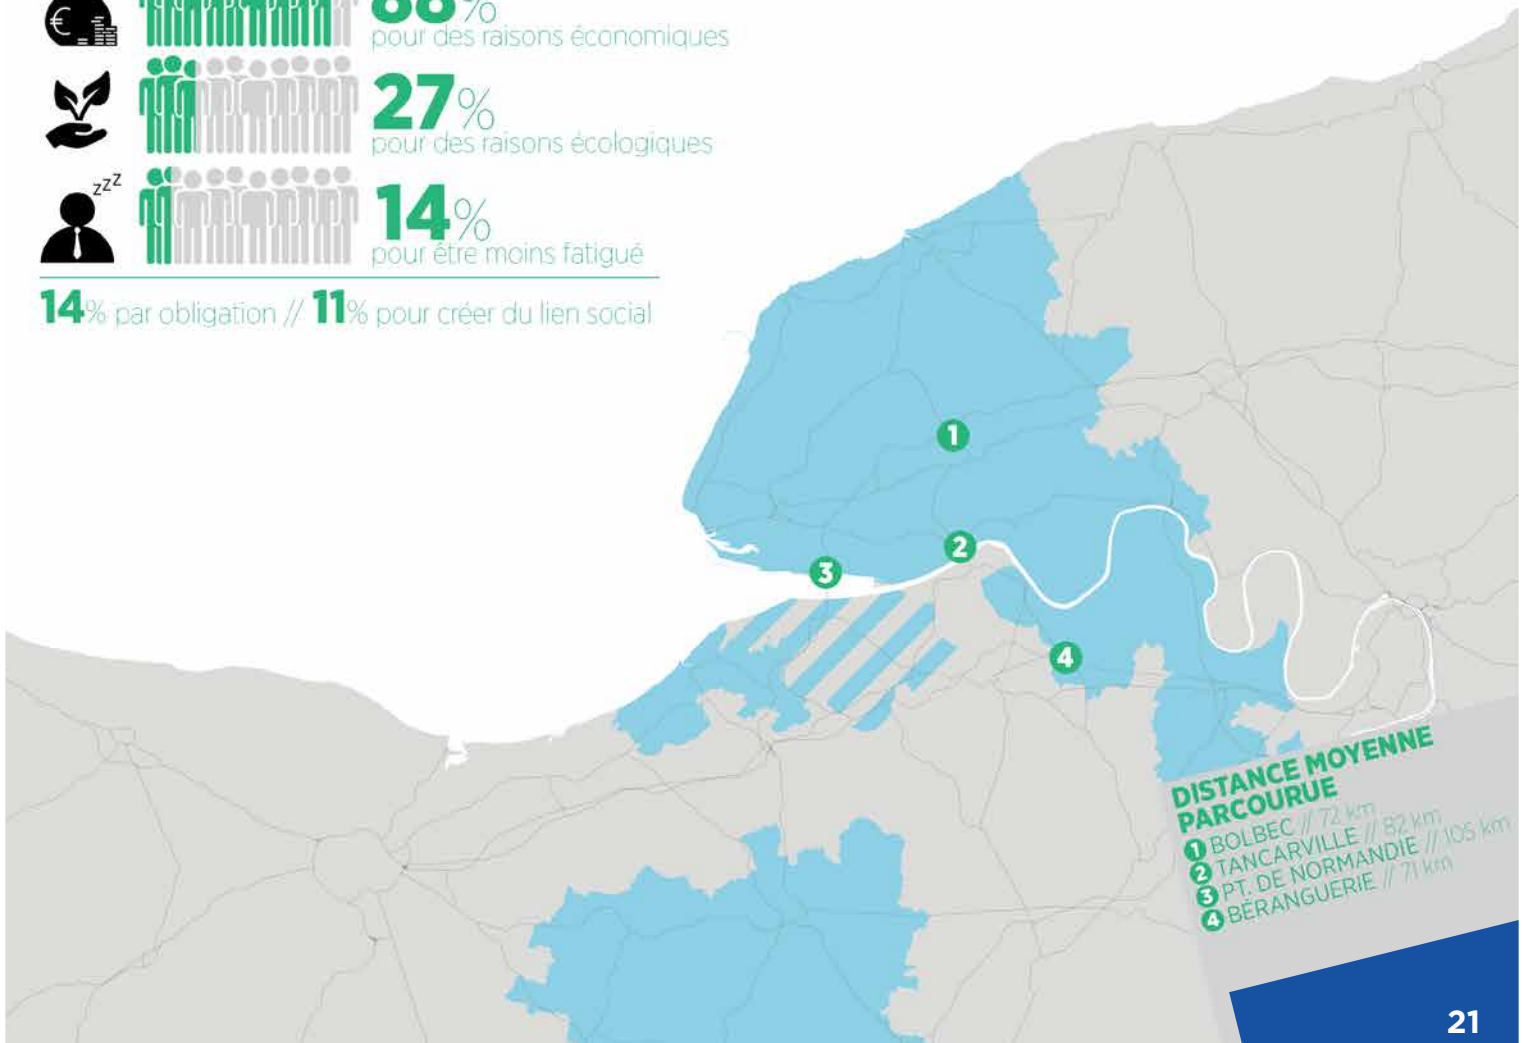 pour des raisons économiques
27%
pour des raisons écologiques
zzZ
14%
pour être moins fatigué
14% par obligation // 11% pour créer du lien social
1
2
3
4
DISTANCE MOYENNE
PARCOURUE
1 BOLBEC // 72 km
2 TANCARVILLE // 82 km
3 PT. DE NORMANDIE // 105 km
4 BÉRANGUERIE // 71 km
21